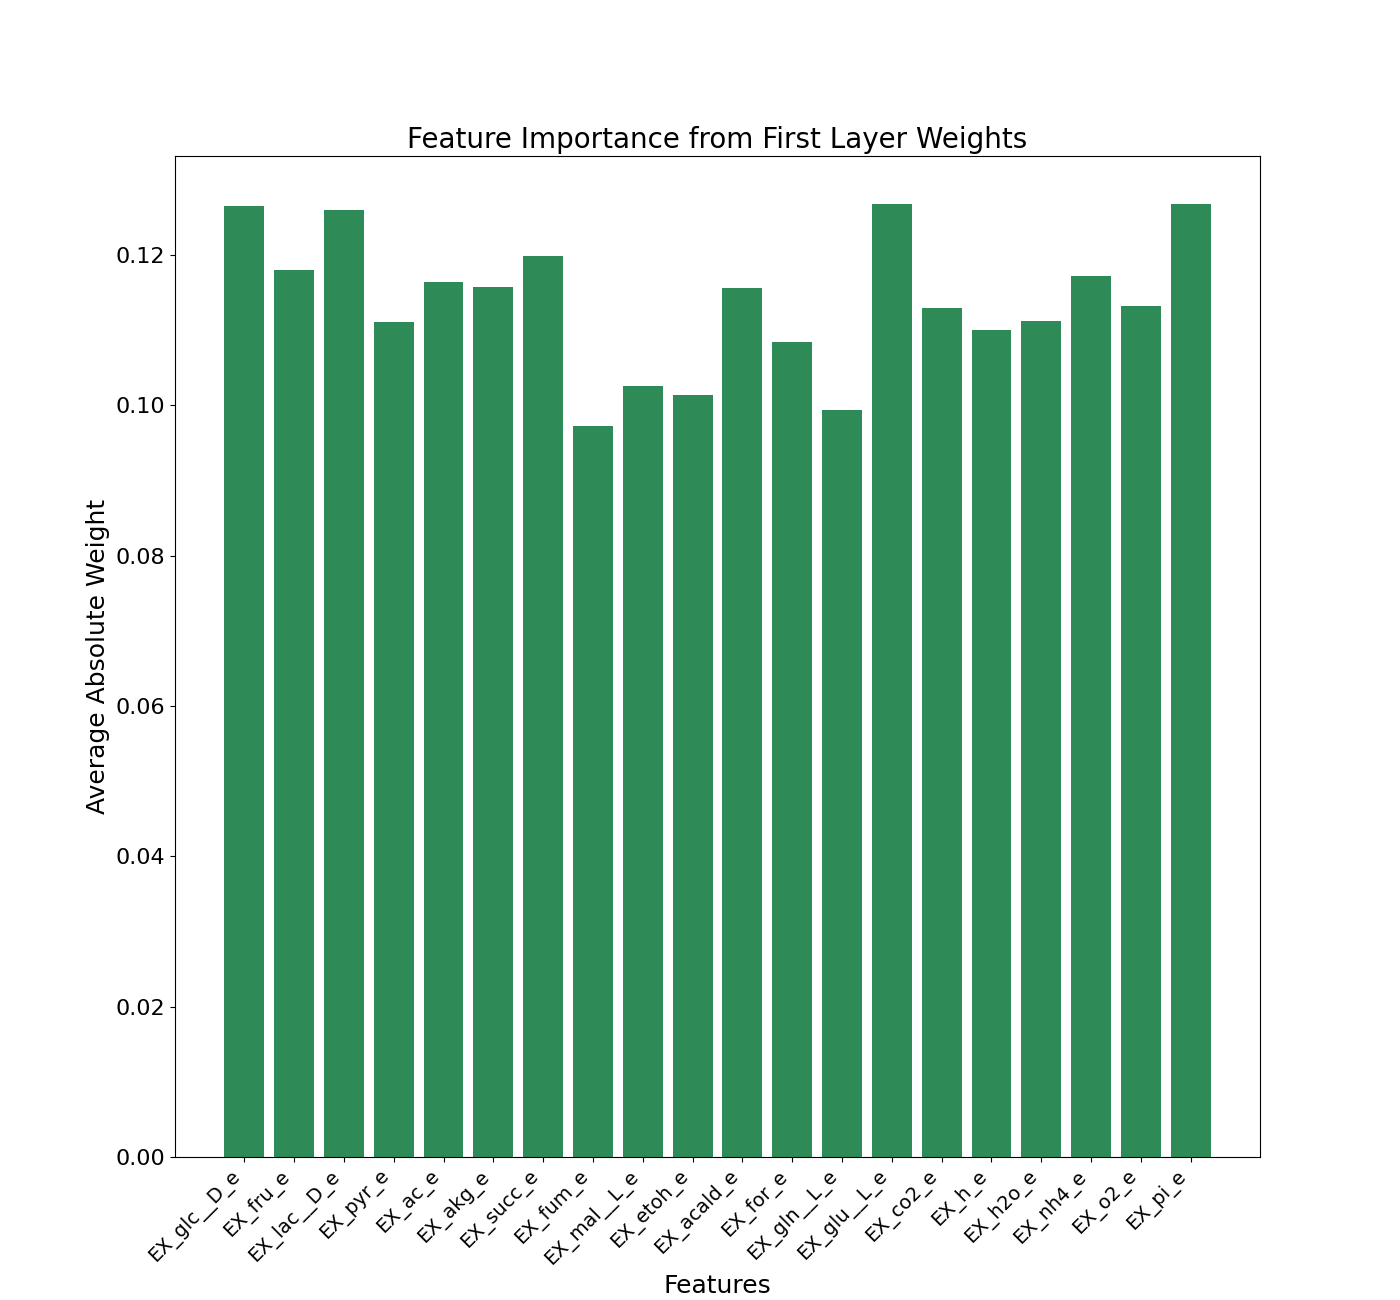 Feature Importance from First Layer Weights
Average Absolute Weight
0.12
0.10
0.08
0.06
0.04
0.02
0.00
EX_glc__D_e
EX_fru_e
EX_lac__D_e
EX_pyr_e
EX_ac_e
EX_akg_e
EX_succ_e
EX_fum_e
EX_mal__L_e
EX_etoh_e
EX_acald_e
EX_for_e
EX_gln__L_e
EX_glu__L_e
EX_co2_e
EX_h_e
EX_h2o_e
EX_nh4_e
EX_o2_e
EX_pi_e
Features